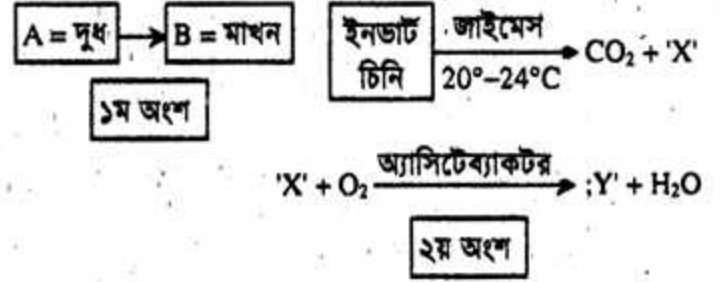 A = দুধ → B = মাখন
১ম অংশ
ইনভার্ট চিনি জাইমেস 20°–24°C → CO₂ + 'X'
'X' + O₂ অ্যাসিটেব্যাকটর → ;Y' + H₂O
২য় অংশ